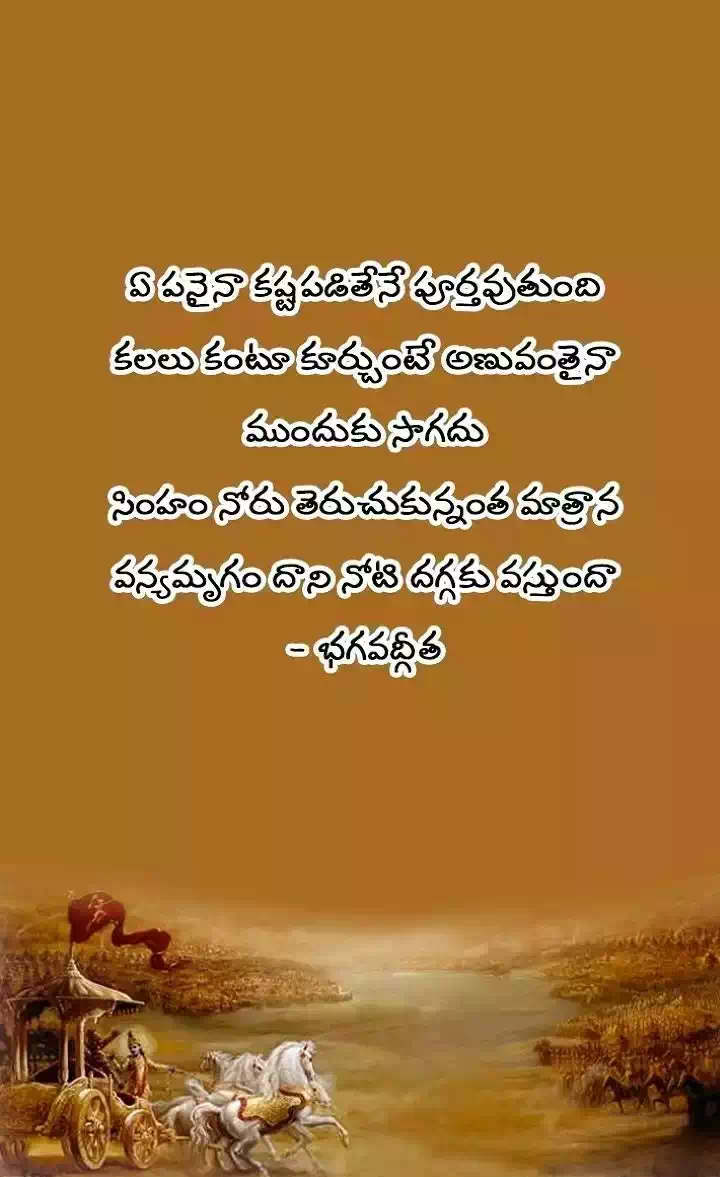 ఏ పనైనా కష్టపడితేనే పూర్తవుతుంది
కలలు కంటూ కూర్చుంటే అణువంతైనా
ముందుకు సాగదు
సింహం నోరు తెరుచుకున్నంత మాత్రాన
వన్యమృగం దాని నోటి దగ్గకు వస్తుందా
- భగవద్గీత